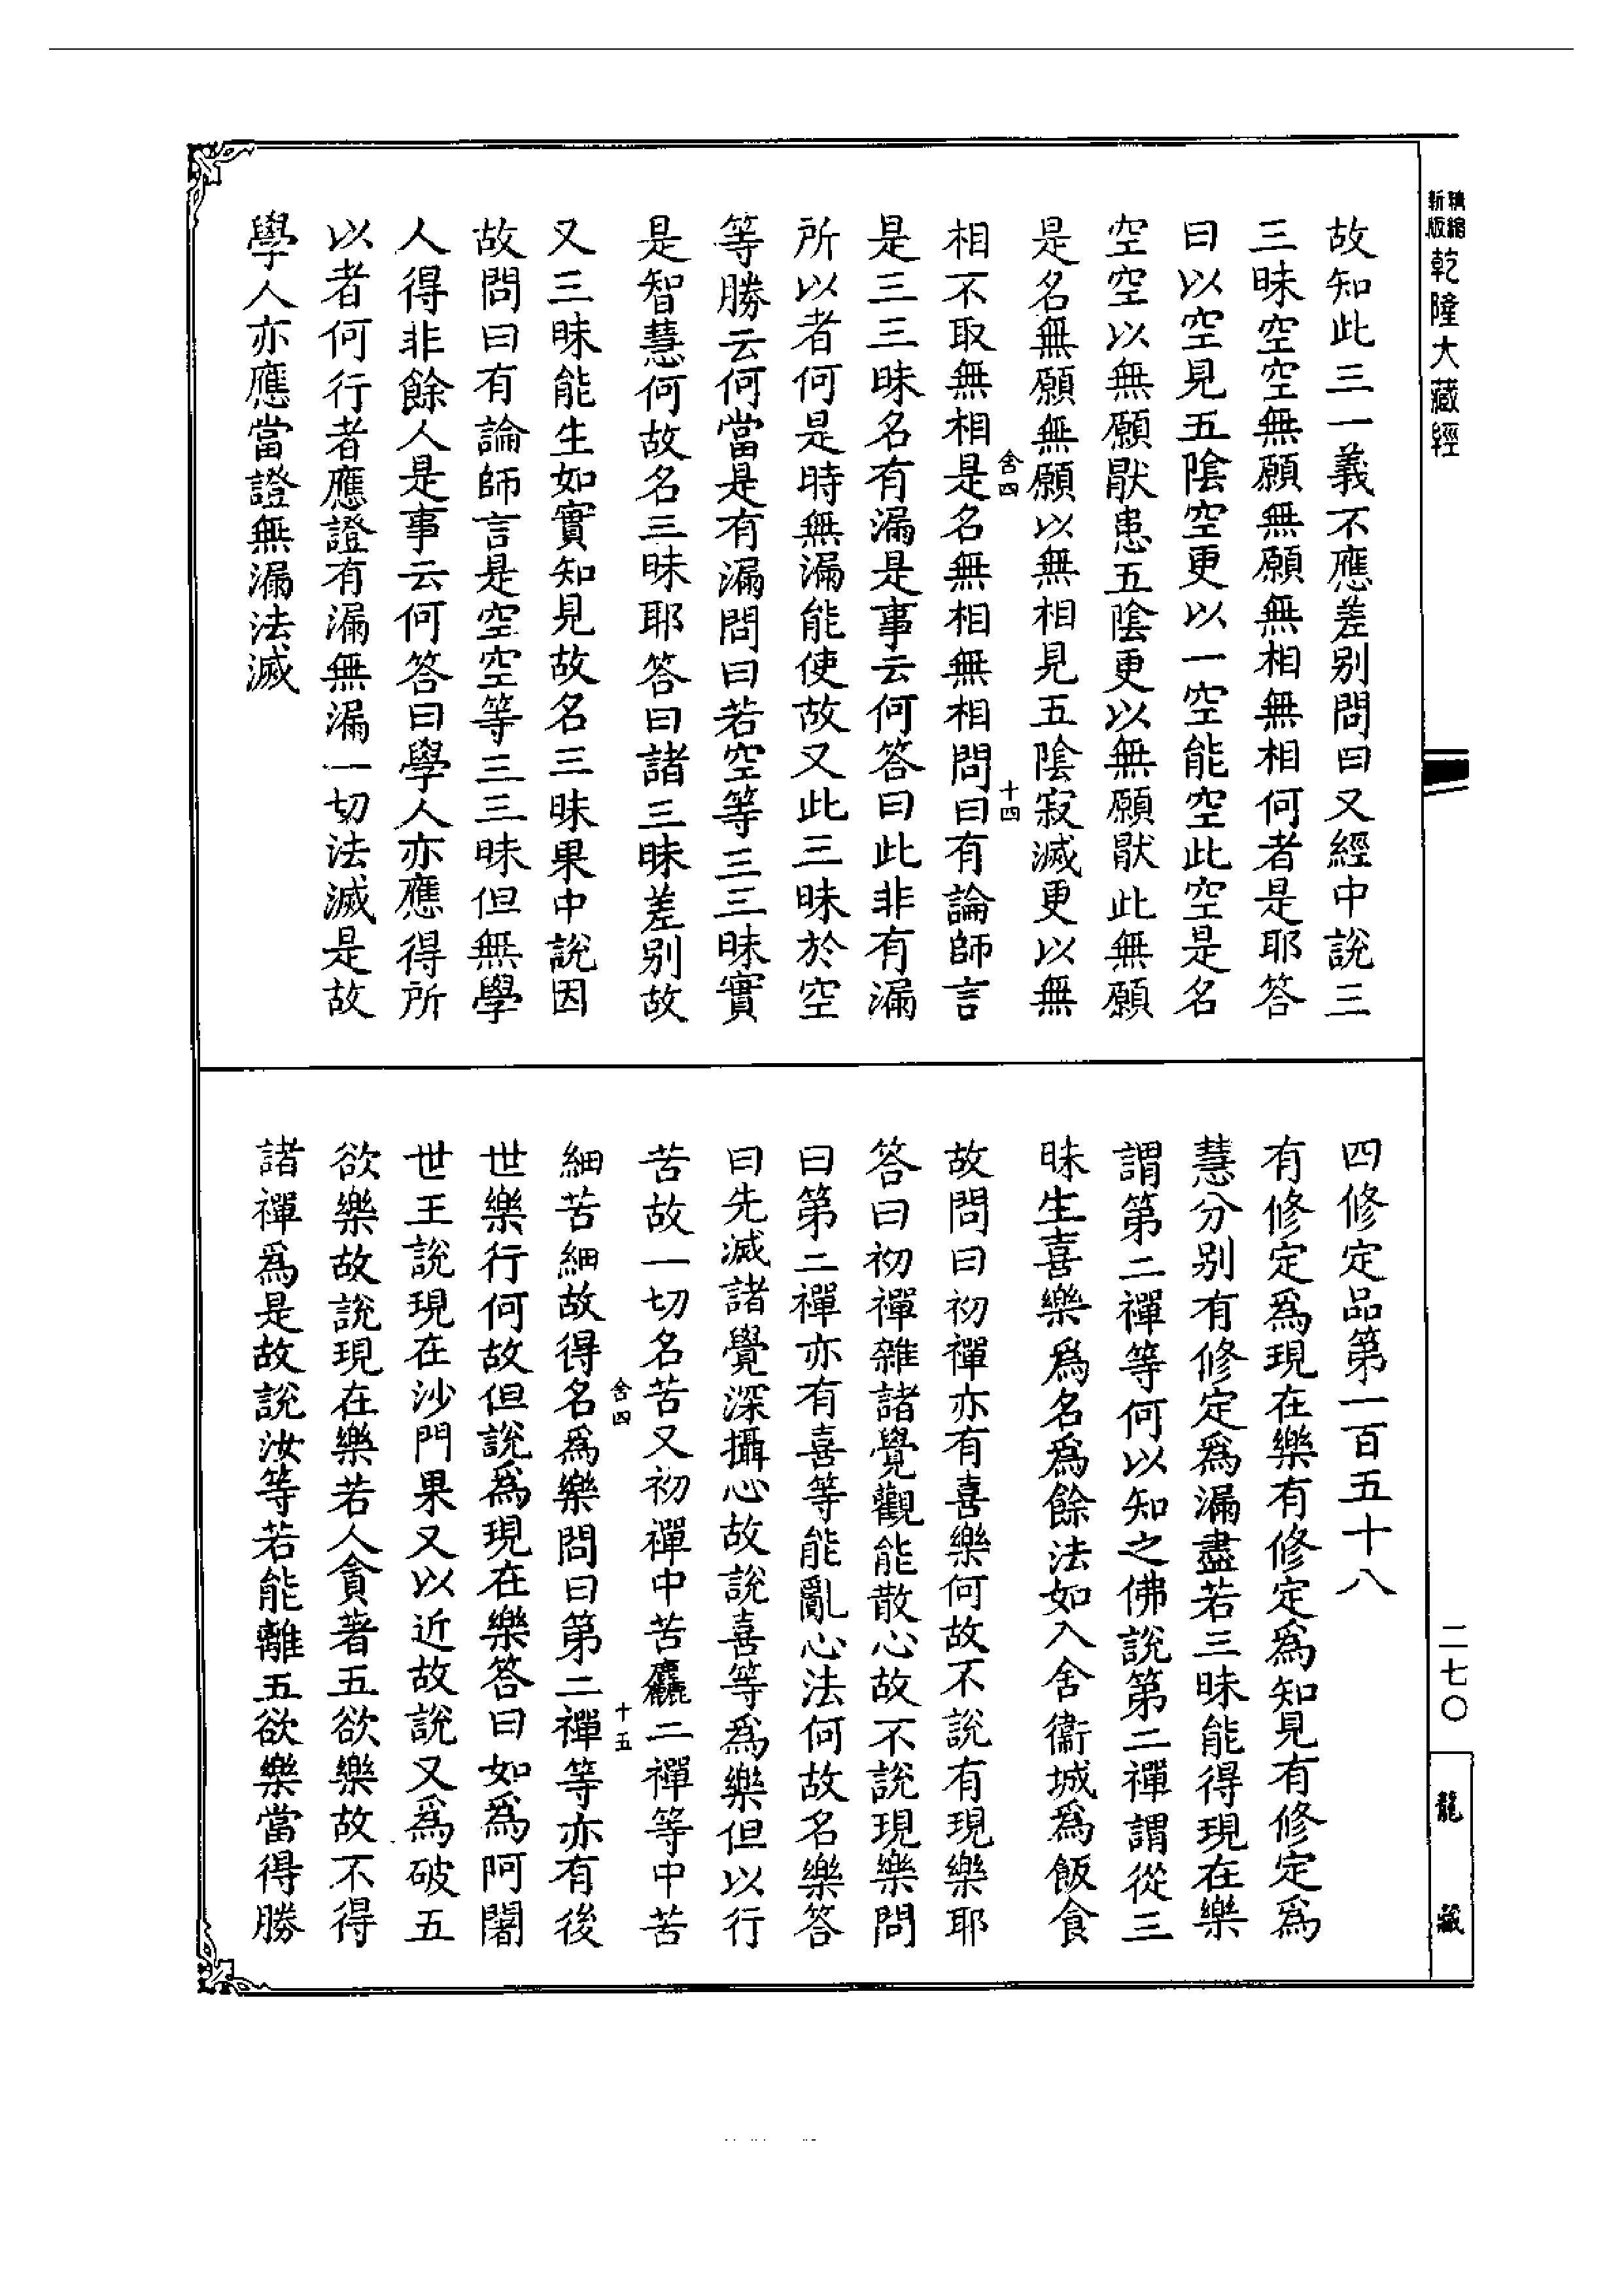 精縮
新版
乾隆大藏經
故知此三一義不應差別問曰又經中說三
三昧空空無願無願無相無相何者是耶答
曰以空見五陰空更以一空能空此空是名
空空以無願猒患五陰更以無願猒此無願
是名無願無願以無相見五陰寂滅更以無
舍四
十四
相不取無相是名無相無相問曰有論師言
是三三昧名有漏是事云何答曰此非有漏
所以者何是時無漏能使故又此三昧於空
等勝云何當是有漏問曰若空等三三昧實
是智慧何故名三昧耶答曰諸三昧差別故
又三昧能生如實知見故名三昧果中說因
故問曰有論師言是空空等三三昧但無學
人得非餘人是事云何答曰學人亦應得所
以者何行者應證有漏無漏一切法滅是故
學人亦應當證無漏法滅
四修定品第一百五十八
有修定爲現在樂有修定爲知見有修定爲
慧分別有修定爲漏盡若三昧能得現在樂
謂第二禪等何以知之佛說第二禪謂從三
昧生喜樂爲名爲餘法如入舍衞城爲飯食
故問曰初禪亦有喜樂何故不說有現樂耶
答曰初禪雜諸覺觀能散心故不說現樂問
曰第二禪亦有喜等能亂心法何故名樂答
曰先滅諸覺深攝心故說喜等爲樂但以行
苦故一切名苦又初禪中苦麤二禪等中苦
舍四
十五
細苦細故得名爲樂問曰第二禪等亦有後
世樂行何故但說爲現在樂答曰如爲阿闍
世王說現在沙門果又以近故說又爲破五
欲樂故說現在樂若人貪著五欲樂故不得
諸禪爲是故說汝等若能離五欲樂當得勝
二七〇
龍藏